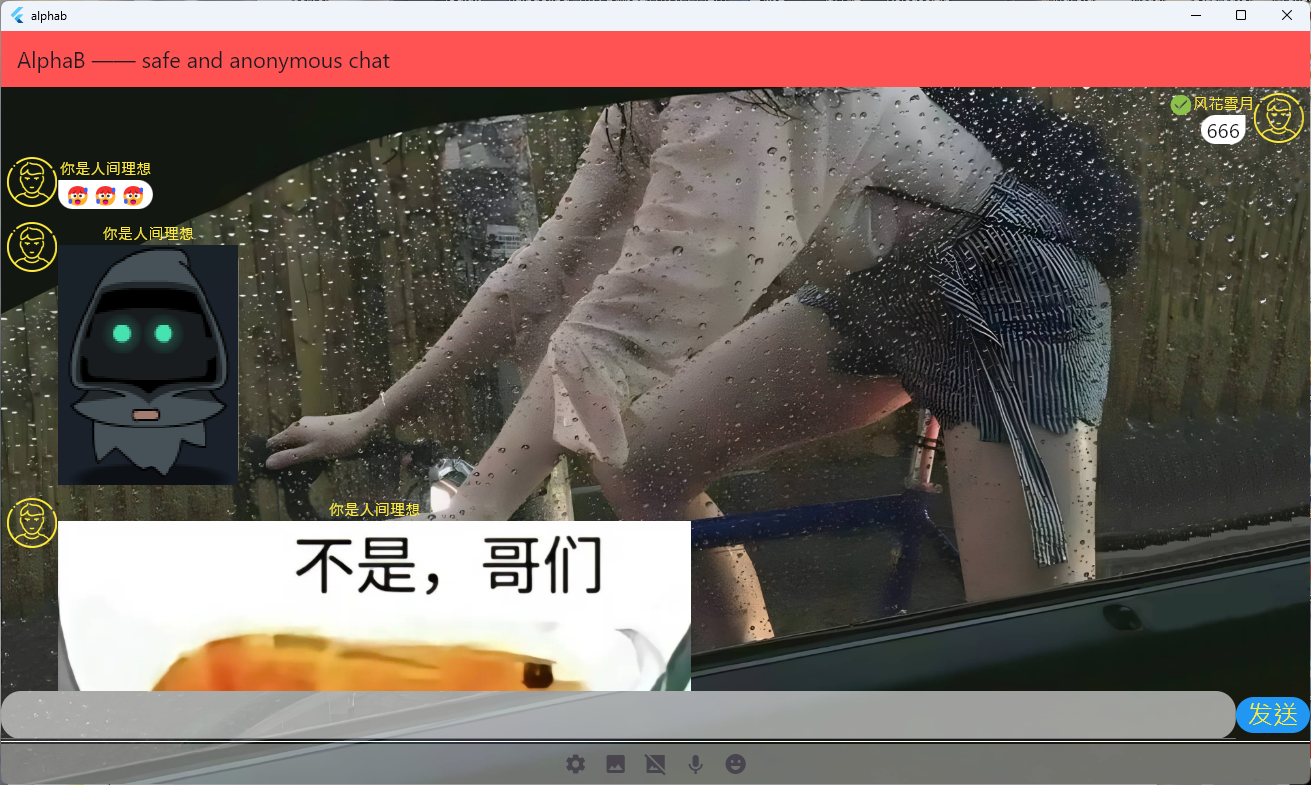 alphab
AlphaB —— safe and anonymous chat
风花雪月
666
你是人间理想
你是人间理想
你是人间理想
不是，哥们
发送